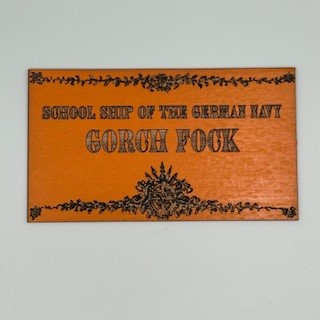 SCHOOL SHIP OF THE GERMAN NAVY
GORCH FOCK